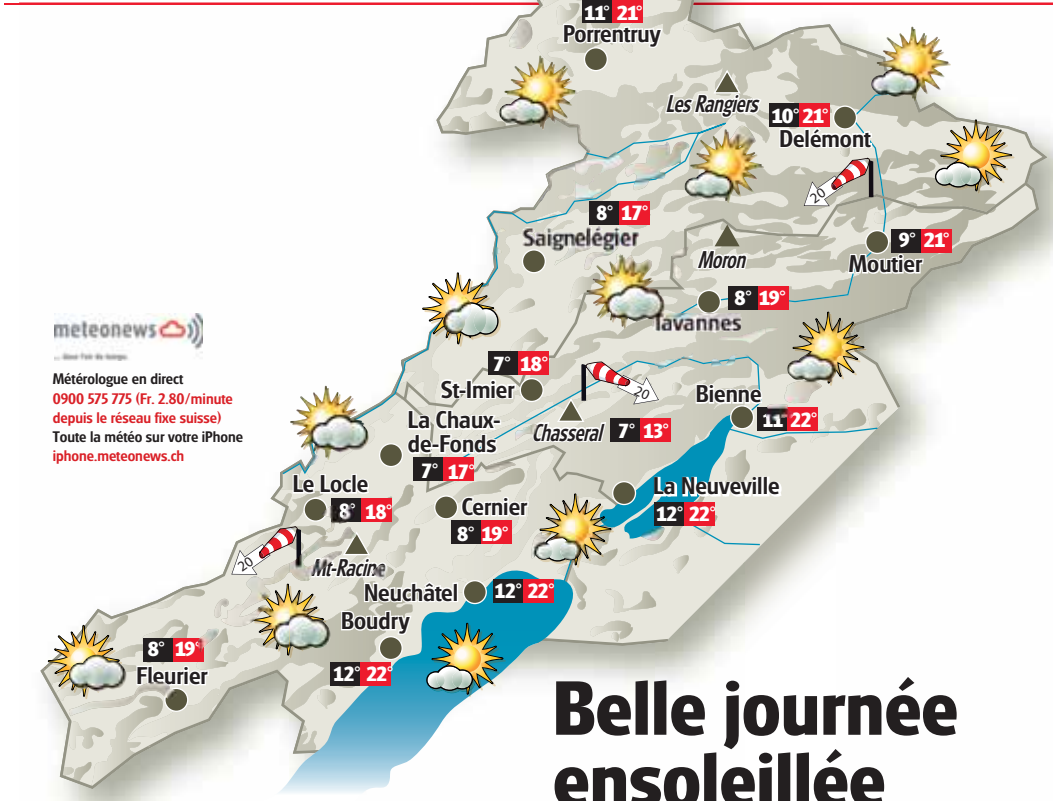 11° 21°
Porrentruy
Les Rangiers
10° 21°
Delémont
20
8° 17°
Saignelégier
Moron
9° 21°
Moutier
8° 19°
Tavannes
meteonews
Météorologue en direct
0900 575 775 (Fr. 2.80/minute
depuis le réseau fixe suisse)
Toute la météo sur votre iPhone
iphone.meteonews.ch
7° 18°
St-Imier
20
Chasseral 7° 13°
Bienne
11° 22°
La Chaux-
de-Fonds
7° 17°
Le Locle
8° 18°
Cernier
8° 19°
La Neuveville
12° 22°
20
Mt-Racine
Neuchâtel 12° 22°
Boudry
12° 22°
8° 19°
Fleurier
Belle journée
ensoleillée